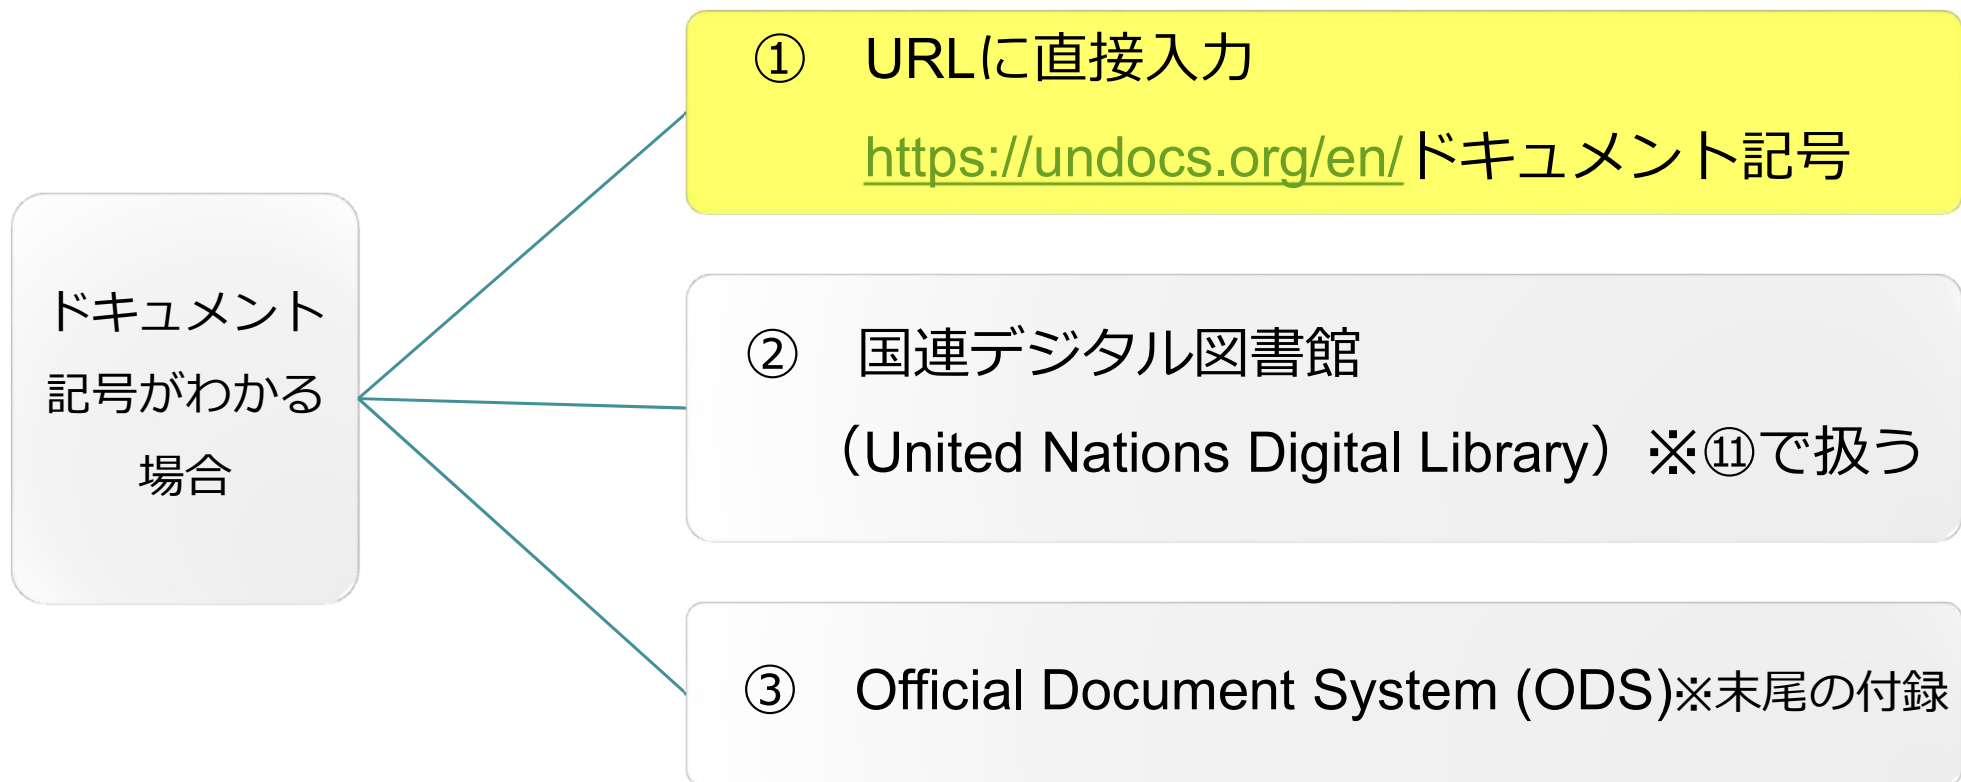 ドキュメント
記号がわかる
場合
① URLに直接入力
https://undocs.org/en/ドキュメント記号
② 国連デジタル図書館
（United Nations Digital Library）※⑪で扱う
③ Official Document System (ODS)※末尾の付録